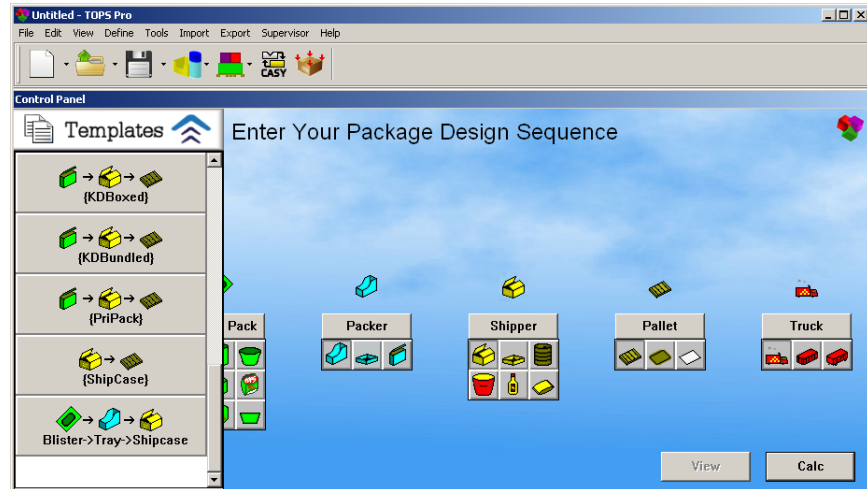 Untitled - TOPS Pro
File Edit View Define Tools Import Export Supervisor Help
CASY
Control Panel
Templates
Enter Your Package Design Sequence
{KDBoxed}
{KDBundled}
{PriPack}
{ShipCase}
Blister->Tray->Shipcase
Pack
Packer
Shipper
Pallet
Truck
View
Calc